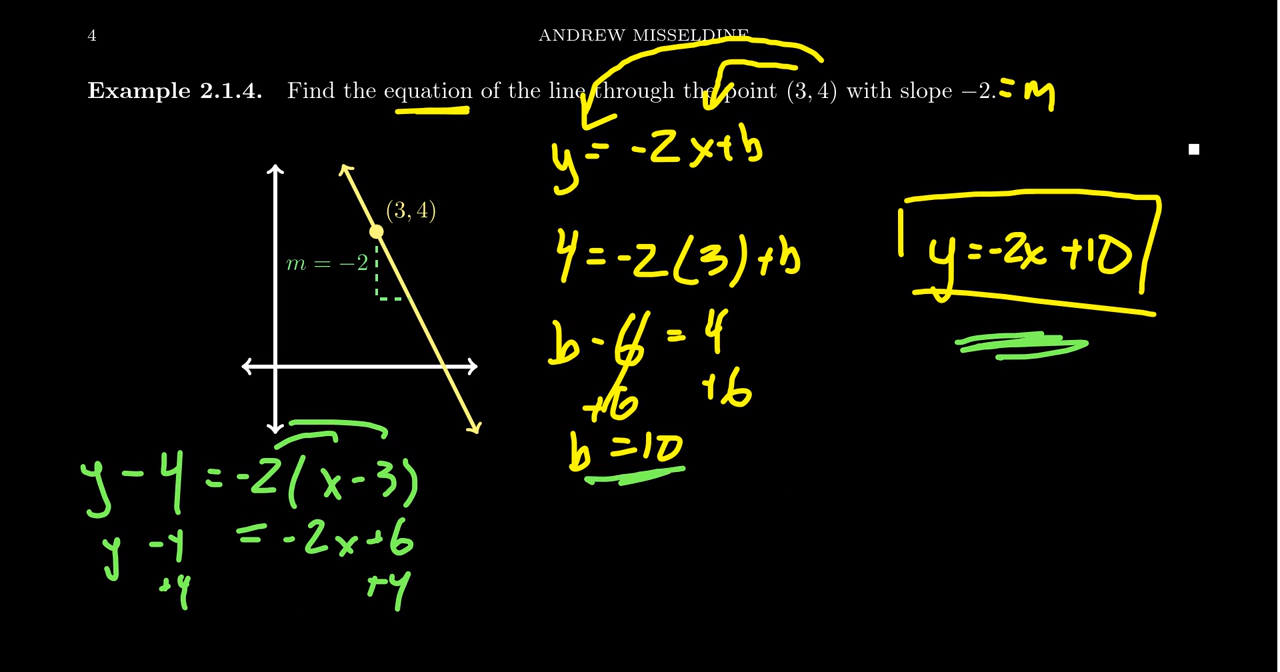 4
ANDREW MISSELDINE
Example 2.1.4. Find the equation of the line through the point (3, 4) with slope −2. = m
(3, 4)
m = −2
y = -2x+b
4 = -2(3)+b
b - 6 = 4
+6 +6
b = 10
y = -2x +10
y - 4 = -2(x - 3)
y - 4 = -2x + 6
+4 +4